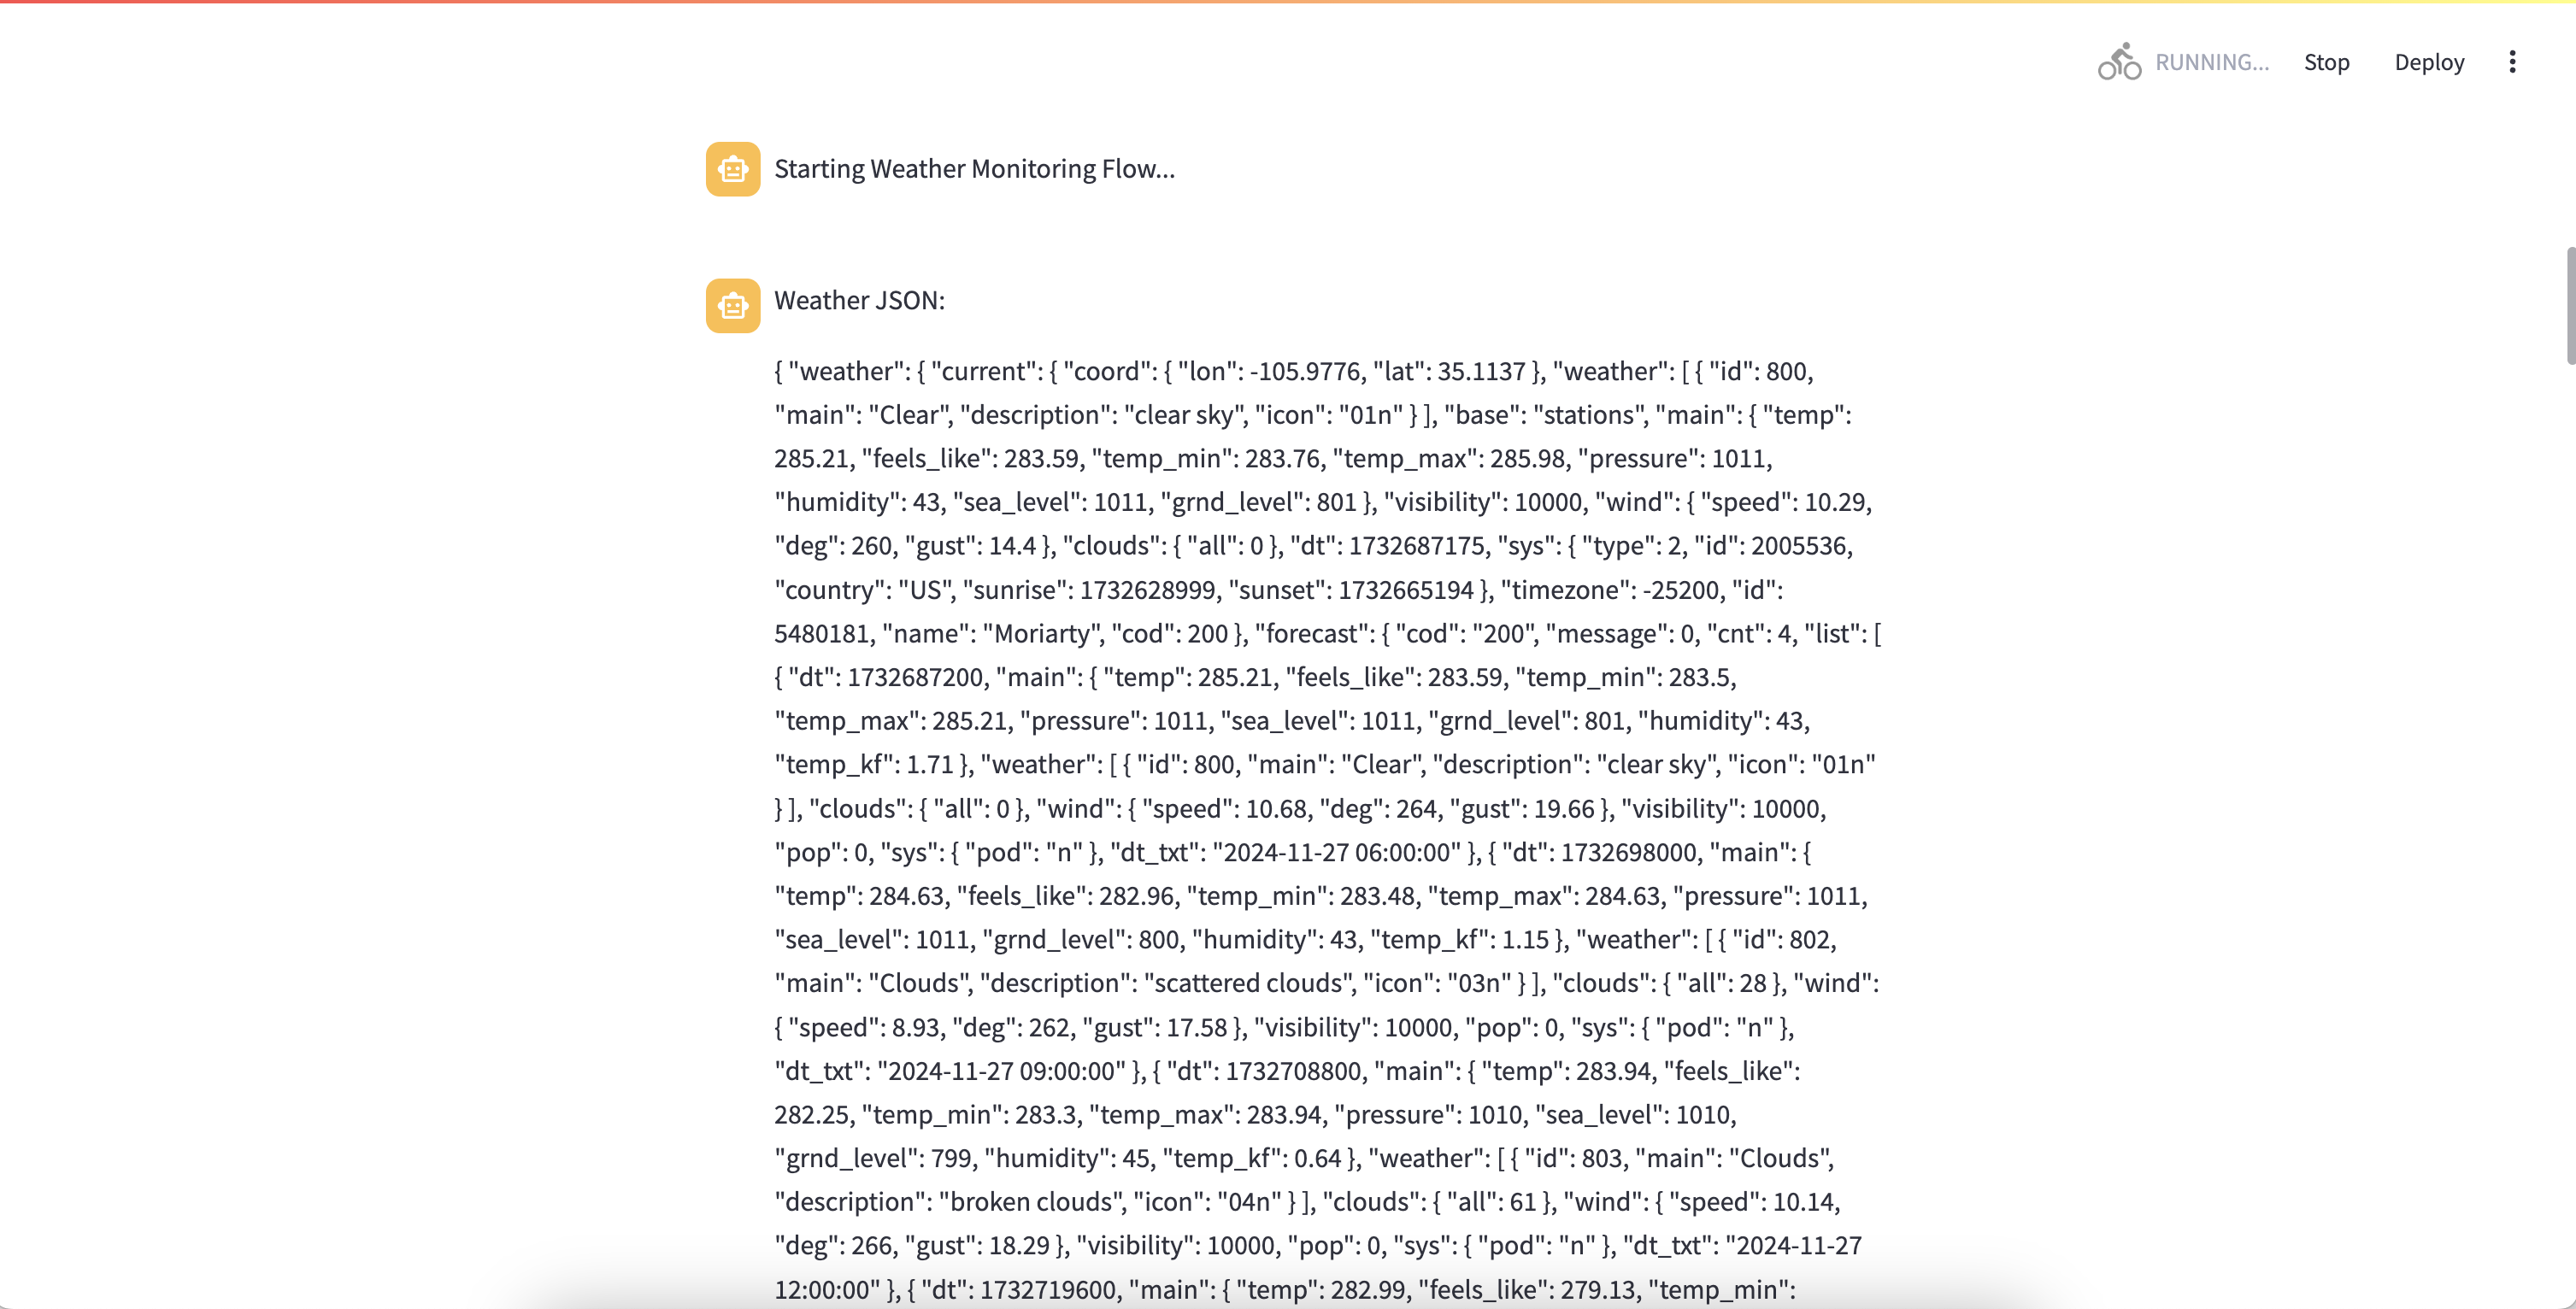 RUNNING... Stop Deploy
Starting Weather Monitoring Flow...
Weather JSON:
{ "weather": { "current": { "coord": { "lon": -105.9776, "lat": 35.1137 }, "weather": [ { "id": 800,
"main": "Clear", "description": "clear sky", "icon": "01n" } ], "base": "stations", "main": { "temp":
285.21, "feels_like": 283.59, "temp_min": 283.76, "temp_max": 285.98, "pressure": 1011,
"humidity": 43, "sea_level": 1011, "grnd_level": 801 }, "visibility": 10000, "wind": { "speed": 10.29,
"deg": 260, "gust": 14.4 }, "clouds": { "all": 0 }, "dt": 1732687175, "sys": { "type": 2, "id": 2005536,
"country": "US", "sunrise": 1732628999, "sunset": 1732665194 }, "timezone": -25200, "id":
5480181, "name": "Moriarty", "cod": 200 }, "forecast": { "cod": "200", "message": 0, "cnt": 4, "list": [
{ "dt": 1732687200, "main": { "temp": 285.21, "feels_like": 283.59, "temp_min": 283.5,
"temp_max": 285.21, "pressure": 1011, "sea_level": 1011, "grnd_level": 801, "humidity": 43,
"temp_kf": 1.71 }, "weather": [ { "id": 800, "main": "Clear", "description": "clear sky", "icon": "01n"
} ], "clouds": { "all": 0 }, "wind": { "speed": 10.68, "deg": 264, "gust": 19.66 }, "visibility": 10000,
"pop": 0, "sys": { "pod": "n" }, "dt_txt": "2024-11-27 06:00:00" }, { "dt": 1732698000, "main": {
"temp": 284.63, "feels_like": 282.96, "temp_min": 283.48, "temp_max": 284.63, "pressure": 1011,
"sea_level": 1011, "grnd_level": 800, "humidity": 43, "temp_kf": 1.15 }, "weather": [ { "id": 802,
"main": "Clouds", "description": "scattered clouds", "icon": "03n" } ], "clouds": { "all": 28 }, "wind":
{ "speed": 8.93, "deg": 262, "gust": 17.58 }, "visibility": 10000, "pop": 0, "sys": { "pod": "n" },
"dt_txt": "2024-11-27 09:00:00" }, { "dt": 1732708800, "main": { "temp": 283.94, "feels_like":
282.25, "temp_min": 283.3, "temp_max": 283.94, "pressure": 1010, "sea_level": 1010,
"grnd_level": 799, "humidity": 45, "temp_kf": 0.64 }, "weather": [ { "id": 803, "main": "Clouds",
"description": "broken clouds", "icon": "04n" } ], "clouds": { "all": 61 }, "wind": { "speed": 10.14,
"deg": 266, "gust": 18.29 }, "visibility": 10000, "pop": 0, "sys": { "pod": "n" }, "dt_txt": "2024-11-27
12:00:00" }, { "dt": 1732719600, "main": { "temp": 282.99, "feels_like": 279.13, "temp_min":